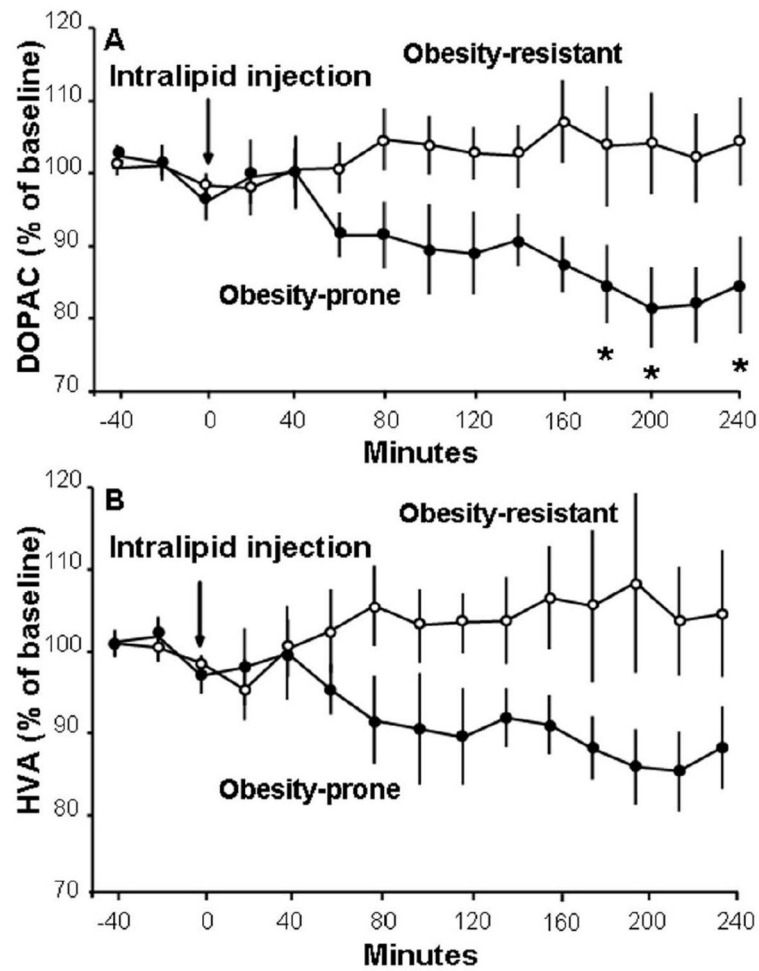 A
Obesity-resistant
Intralipid injection
Obesity-prone
* * *
DOPAC (% of baseline)
120
110
100
90
80
70
-40 0 40 80 120 160 200 240
Minutes
B
Obesity-resistant
Intralipid injection
Obesity-prone
HVA (% of baseline)
120
110
100
90
80
70
-40 0 40 80 120 160 200 240
Minutes